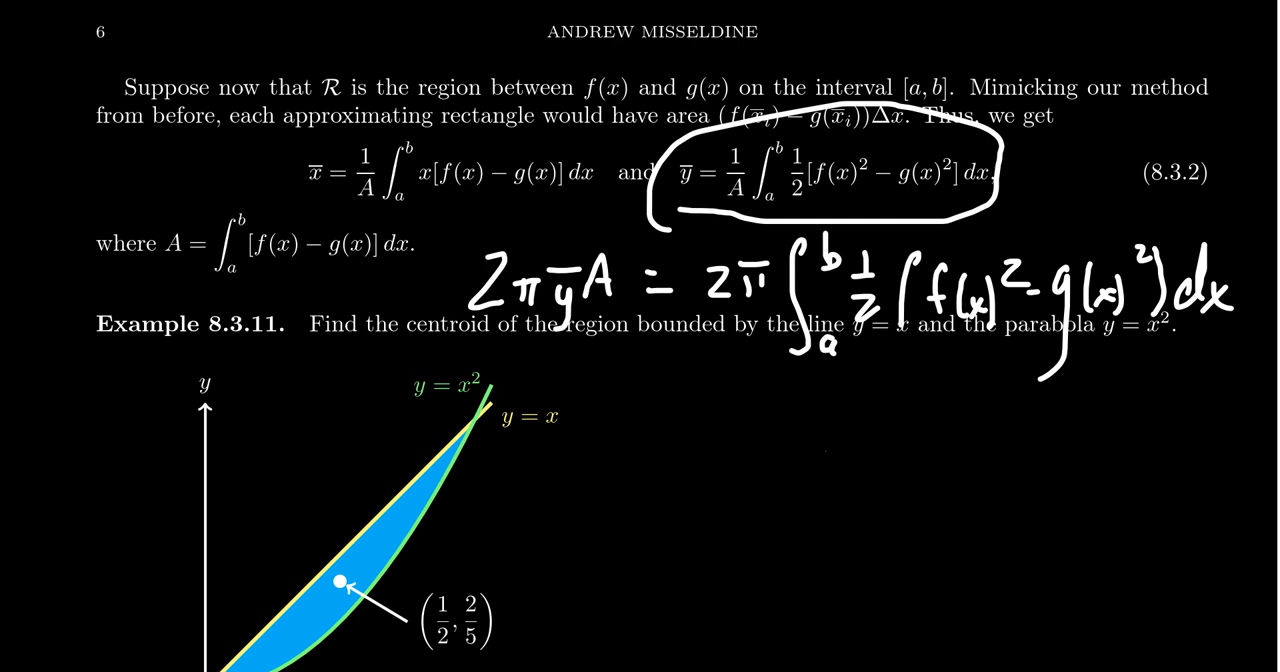 6 ANDREW MISSELDINE
Suppose now that ℛ is the region between f(x) and g(x) on the interval [a, b]. Mimicking our method
from before, each approximating rectangle would have area (f(x̅ᵢ) − g(x̅ᵢ))Δx. Thus, we get
x̅ = 1/A ∫ₐᵇ x[f(x) − g(x)] dx and y̅ = 1/A ∫ₐᵇ 1/2 [f(x)² − g(x)²] dx, (8.3.2)
where A = ∫ₐᵇ [f(x) − g(x)] dx.
2π y̅ A = 2π ∫ₐᵇ 1/2 (f(x)² - g(x)²) dx
Example 8.3.11. Find the centroid of the region bounded by the line y = x and the parabola y = x².
y
y = x²
y = x
(1/2, 2/5)